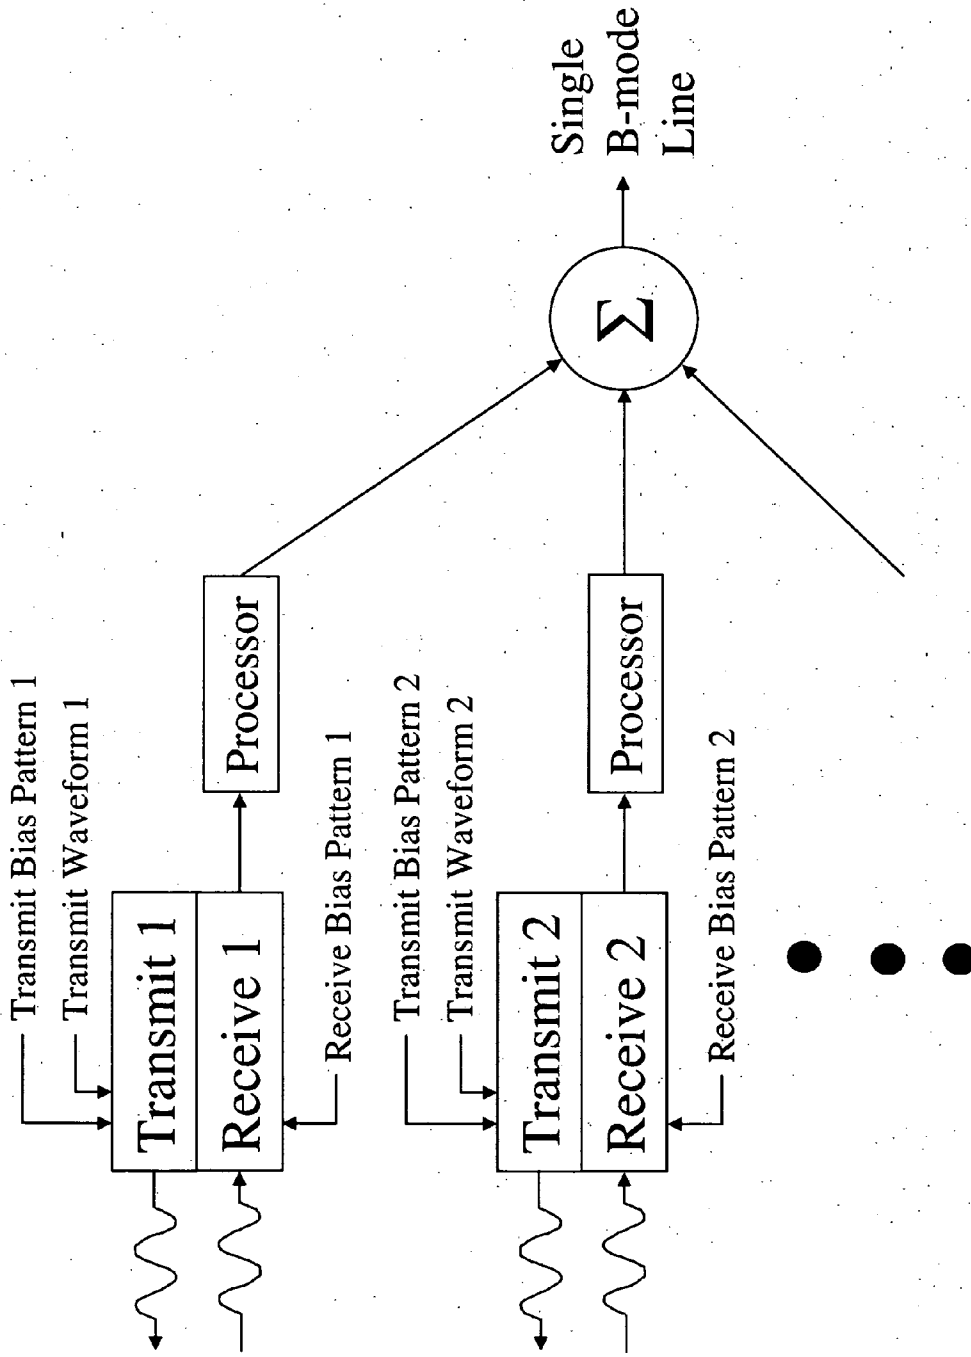 Transmit Bias Pattern 1
Transmit Waveform 1
Transmit 1
Receive 1
Receive Bias Pattern 1
Processor
Transmit Bias Pattern 2
Transmit Waveform 2
Transmit 2
Receive 2
Receive Bias Pattern 2
Processor
Σ
Single
B-mode
Line